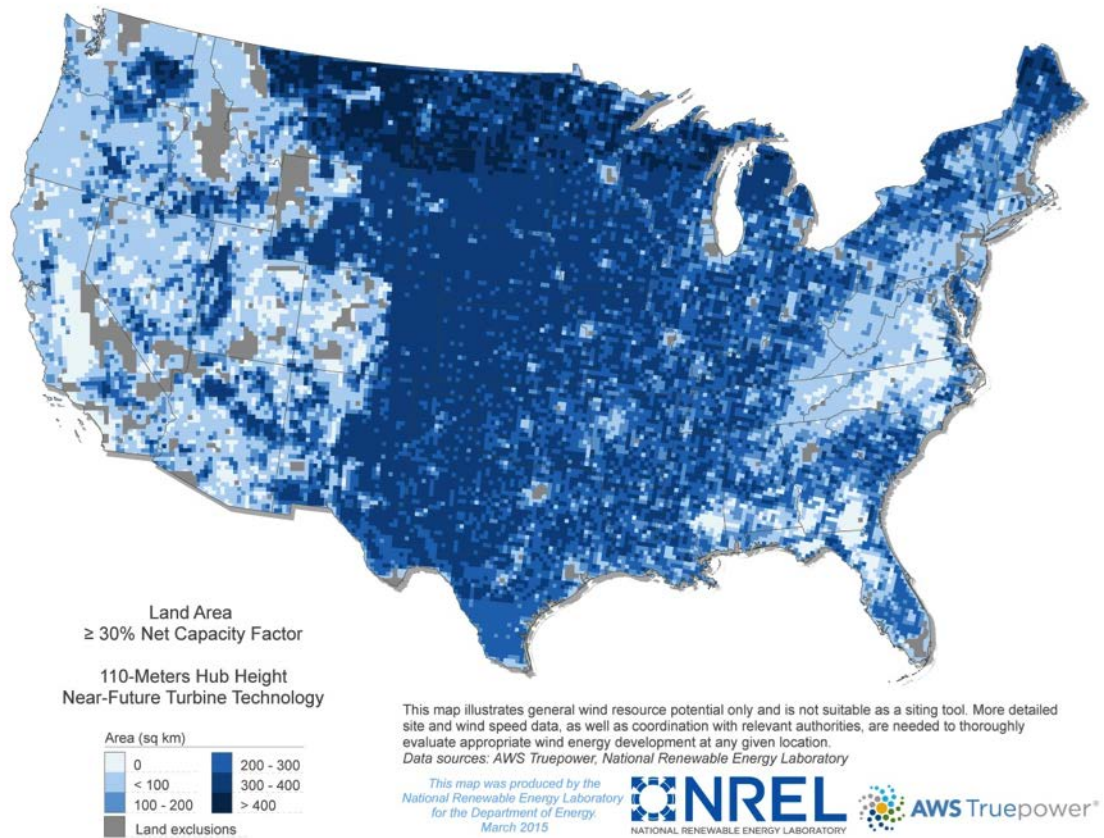 Land Area
≥ 30% Net Capacity Factor
110-Meters Hub Height
Near-Future Turbine Technology
Area (sq km)
0
< 100
100 - 200
200 - 300
300 - 400
> 400
Land exclusions
This map illustrates general wind resource potential only and is not suitable as a siting tool. More detailed
site and wind speed data, as well as coordination with relevant authorities, are needed to thoroughly
evaluate appropriate wind energy development at any given location.
Data sources: AWS Truepower, National Renewable Energy Laboratory
This map was produced by the
National Renewable Energy Laboratory
for the Department of Energy.
March 2015
NREL
NATIONAL RENEWABLE ENERGY LABORATORY
AWS Truepower®